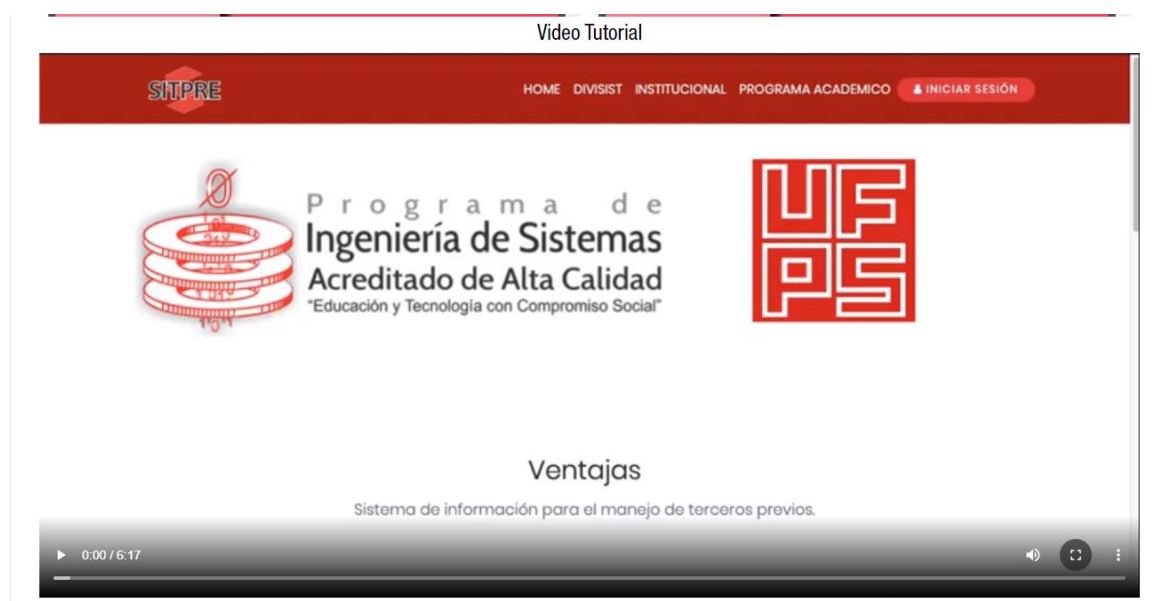 Video Tutorial
SITPRE
HOME DIVISIST INSTITUCIONAL PROGRAMA ACADEMICO INICIAR SESIÓN
Programa de
Ingeniería de Sistemas
Acreditado de Alta Calidad
"Educación y Tecnología con Compromiso Social"
UF
PS
Ventajas
Sistema de información para el manejo de terceros previos.
0:00 / 6:17